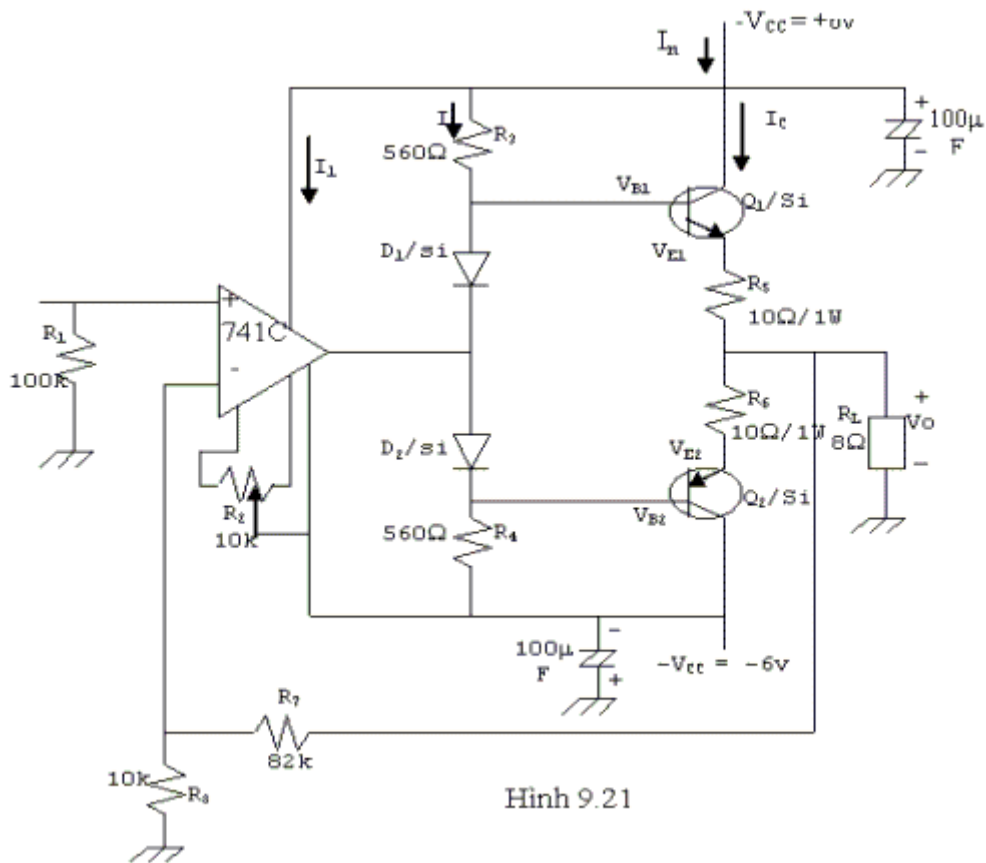 -VCC = +6v
In
I
R3
560Ω
IC
+
100µ
F
-
I1
VB1
Q1/Si
D1/si
VE1
R5
10Ω/1W
+
741C
-
R1
100k
R6
10Ω/1W
RL
8Ω
+
Vo
-
D2/si
VE2
Q2/Si
VB2
R2
10k
560Ω
R4
100µ
F
-
+
-VCC = -6v
R7
82k
10k
R8
Hình 9.21